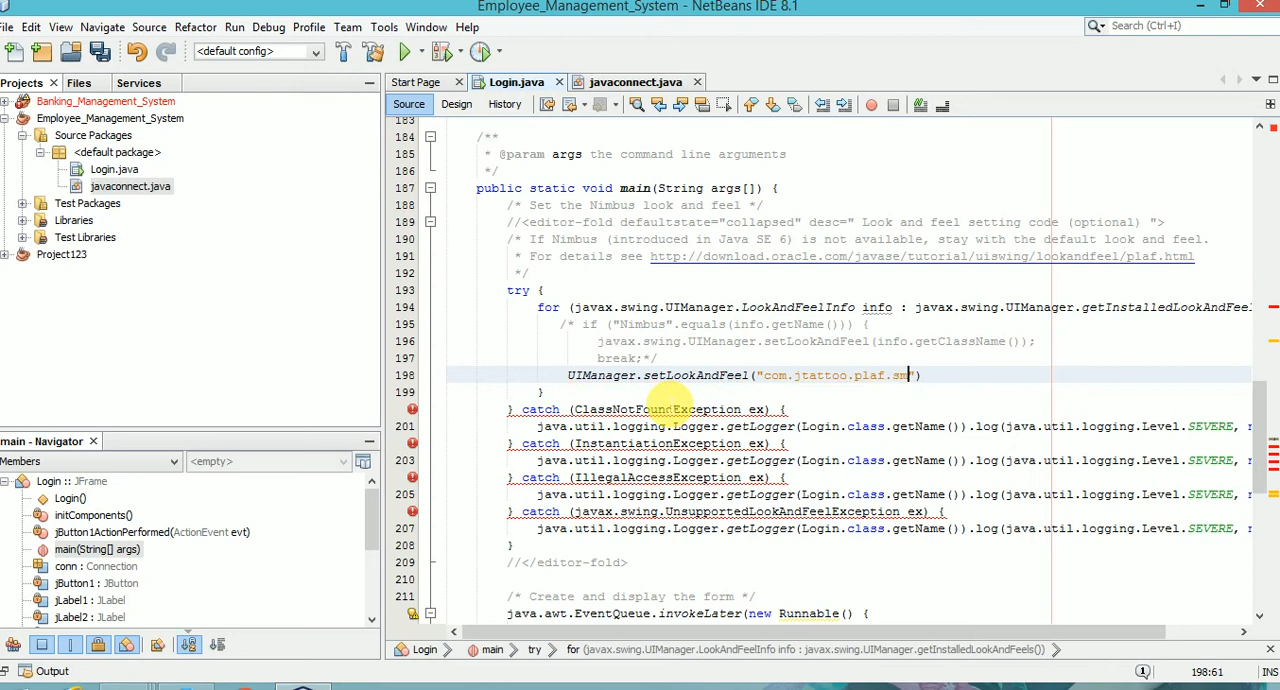 Employee_Management_System - NetBeans IDE 8.1
File Edit View Navigate Source Refactor Run Debug Profile Team Tools Window Help
Search (Ctrl+I)
<default config>
Projects Files Services
Start Page Login.java javaconnect.java
Source Design History
Banking_Management_System
Employee_Management_System
Source Packages
<default package>
Login.java
javaconnect.java
Test Packages
Libraries
Test Libraries
Project123
183
184 /**
185 * @param args the command line arguments
186 */
187 public static void main(String args[]) {
188 /* Set the Nimbus look and feel */
189 //<editor-fold defaultstate="collapsed" desc=" Look and feel setting code (optional) ">
190 /* If Nimbus (introduced in Java SE 6) is not available, stay with the default look and feel.
191 * For details see http://download.oracle.com/javase/tutorial/uiswing/lookandfeel/plaf.html
192 */
193 try {
194 for (javax.swing.UIManager.LookAndFeelInfo info : javax.swing.UIManager.getInstalledLookAndFeel
195 /* if ("Nimbus".equals(info.getName())) {
196 javax.swing.UIManager.setLookAndFeel(info.getClassName());
197 break;*/
198 UIManager.setLookAndFeel("com.jtattoo.plaf.sm")
199 }
} catch (ClassNotFoundException ex) {
201 java.util.logging.Logger.getLogger(Login.class.getName()).log(java.util.logging.Level.SEVERE, n
} catch (InstantiationException ex) {
203 java.util.logging.Logger.getLogger(Login.class.getName()).log(java.util.logging.Level.SEVERE, n
} catch (IllegalAccessException ex) {
205 java.util.logging.Logger.getLogger(Login.class.getName()).log(java.util.logging.Level.SEVERE, n
} catch (javax.swing.UnsupportedLookAndFeelException ex) {
207 java.util.logging.Logger.getLogger(Login.class.getName()).log(java.util.logging.Level.SEVERE, n
208 }
209 //</editor-fold>
210
211 /* Create and display the form */
java.awt.EventQueue.invokeLater(new Runnable() {
main - Navigator
Members <empty>
Login :: JFrame
Login()
initComponents()
jButton1ActionPerformed(ActionEvent evt)
main(String[] args)
conn : Connection
jButton1 : JButton
jLabel1 : JLabel
jLabel2 : JLabel
Login main try for (javax.swing.UIManager.LookAndFeelInfo info : javax.swing.UIManager.getInstalledLookAndFeels())
Output
1 198:61 INS